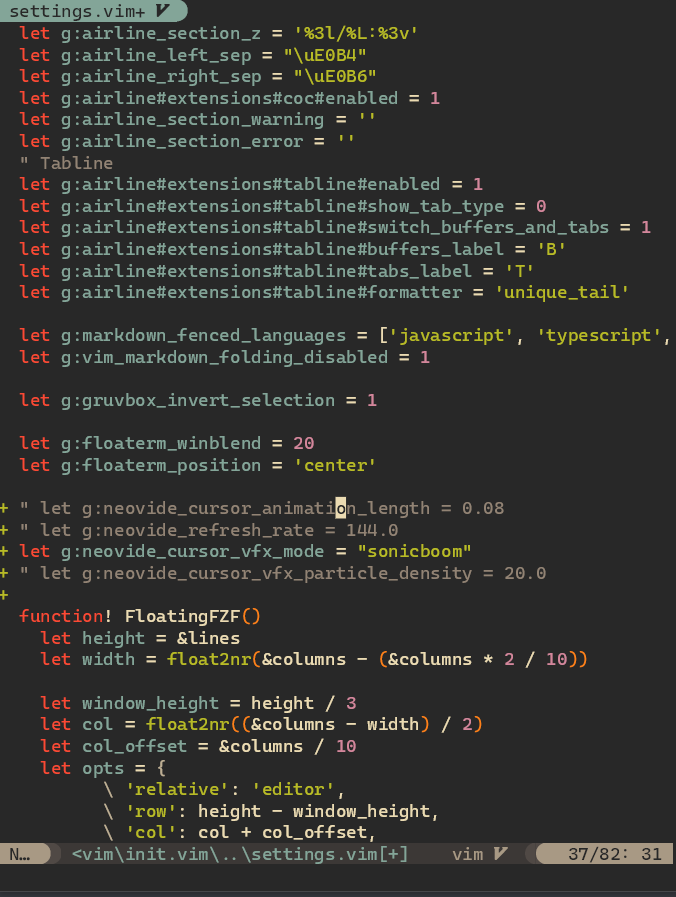 settings.vim+
let g:airline_section_z = '%3l/%L:%3v'
let g:airline_left_sep = "\uE0B4"
let g:airline_right_sep = "\uE0B6"
let g:airline#extensions#coc#enabled = 1
let g:airline_section_warning = ''
let g:airline_section_error = ''
" Tabline
let g:airline#extensions#tabline#enabled = 1
let g:airline#extensions#tabline#show_tab_type = 0
let g:airline#extensions#tabline#switch_buffers_and_tabs = 1
let g:airline#extensions#tabline#buffers_label = 'B'
let g:airline#extensions#tabline#tabs_label = 'T'
let g:airline#extensions#tabline#formatter = 'unique_tail'
let g:markdown_fenced_languages = ['javascript', 'typescript',
let g:vim_markdown_folding_disabled = 1
let g:gruvbox_invert_selection = 1
let g:floaterm_winblend = 20
let g:floaterm_position = 'center'
+ " let g:neovide_cursor_animation_length = 0.08
+ " let g:neovide_refresh_rate = 144.0
+ let g:neovide_cursor_vfx_mode = "sonicboom"
+ " let g:neovide_cursor_vfx_particle_density = 20.0
+
function! FloatingFZF()
let height = &lines
let width = float2nr(&columns - (&columns * 2 / 10))
let window_height = height / 3
let col = float2nr((&columns - width) / 2)
let col_offset = &columns / 10
let opts = {
\ 'relative': 'editor',
\ 'row': height - window_height,
\ 'col': col + col_offset,
N… <vim\init.vim\..\settings.vim[+] vim 37/82: 31